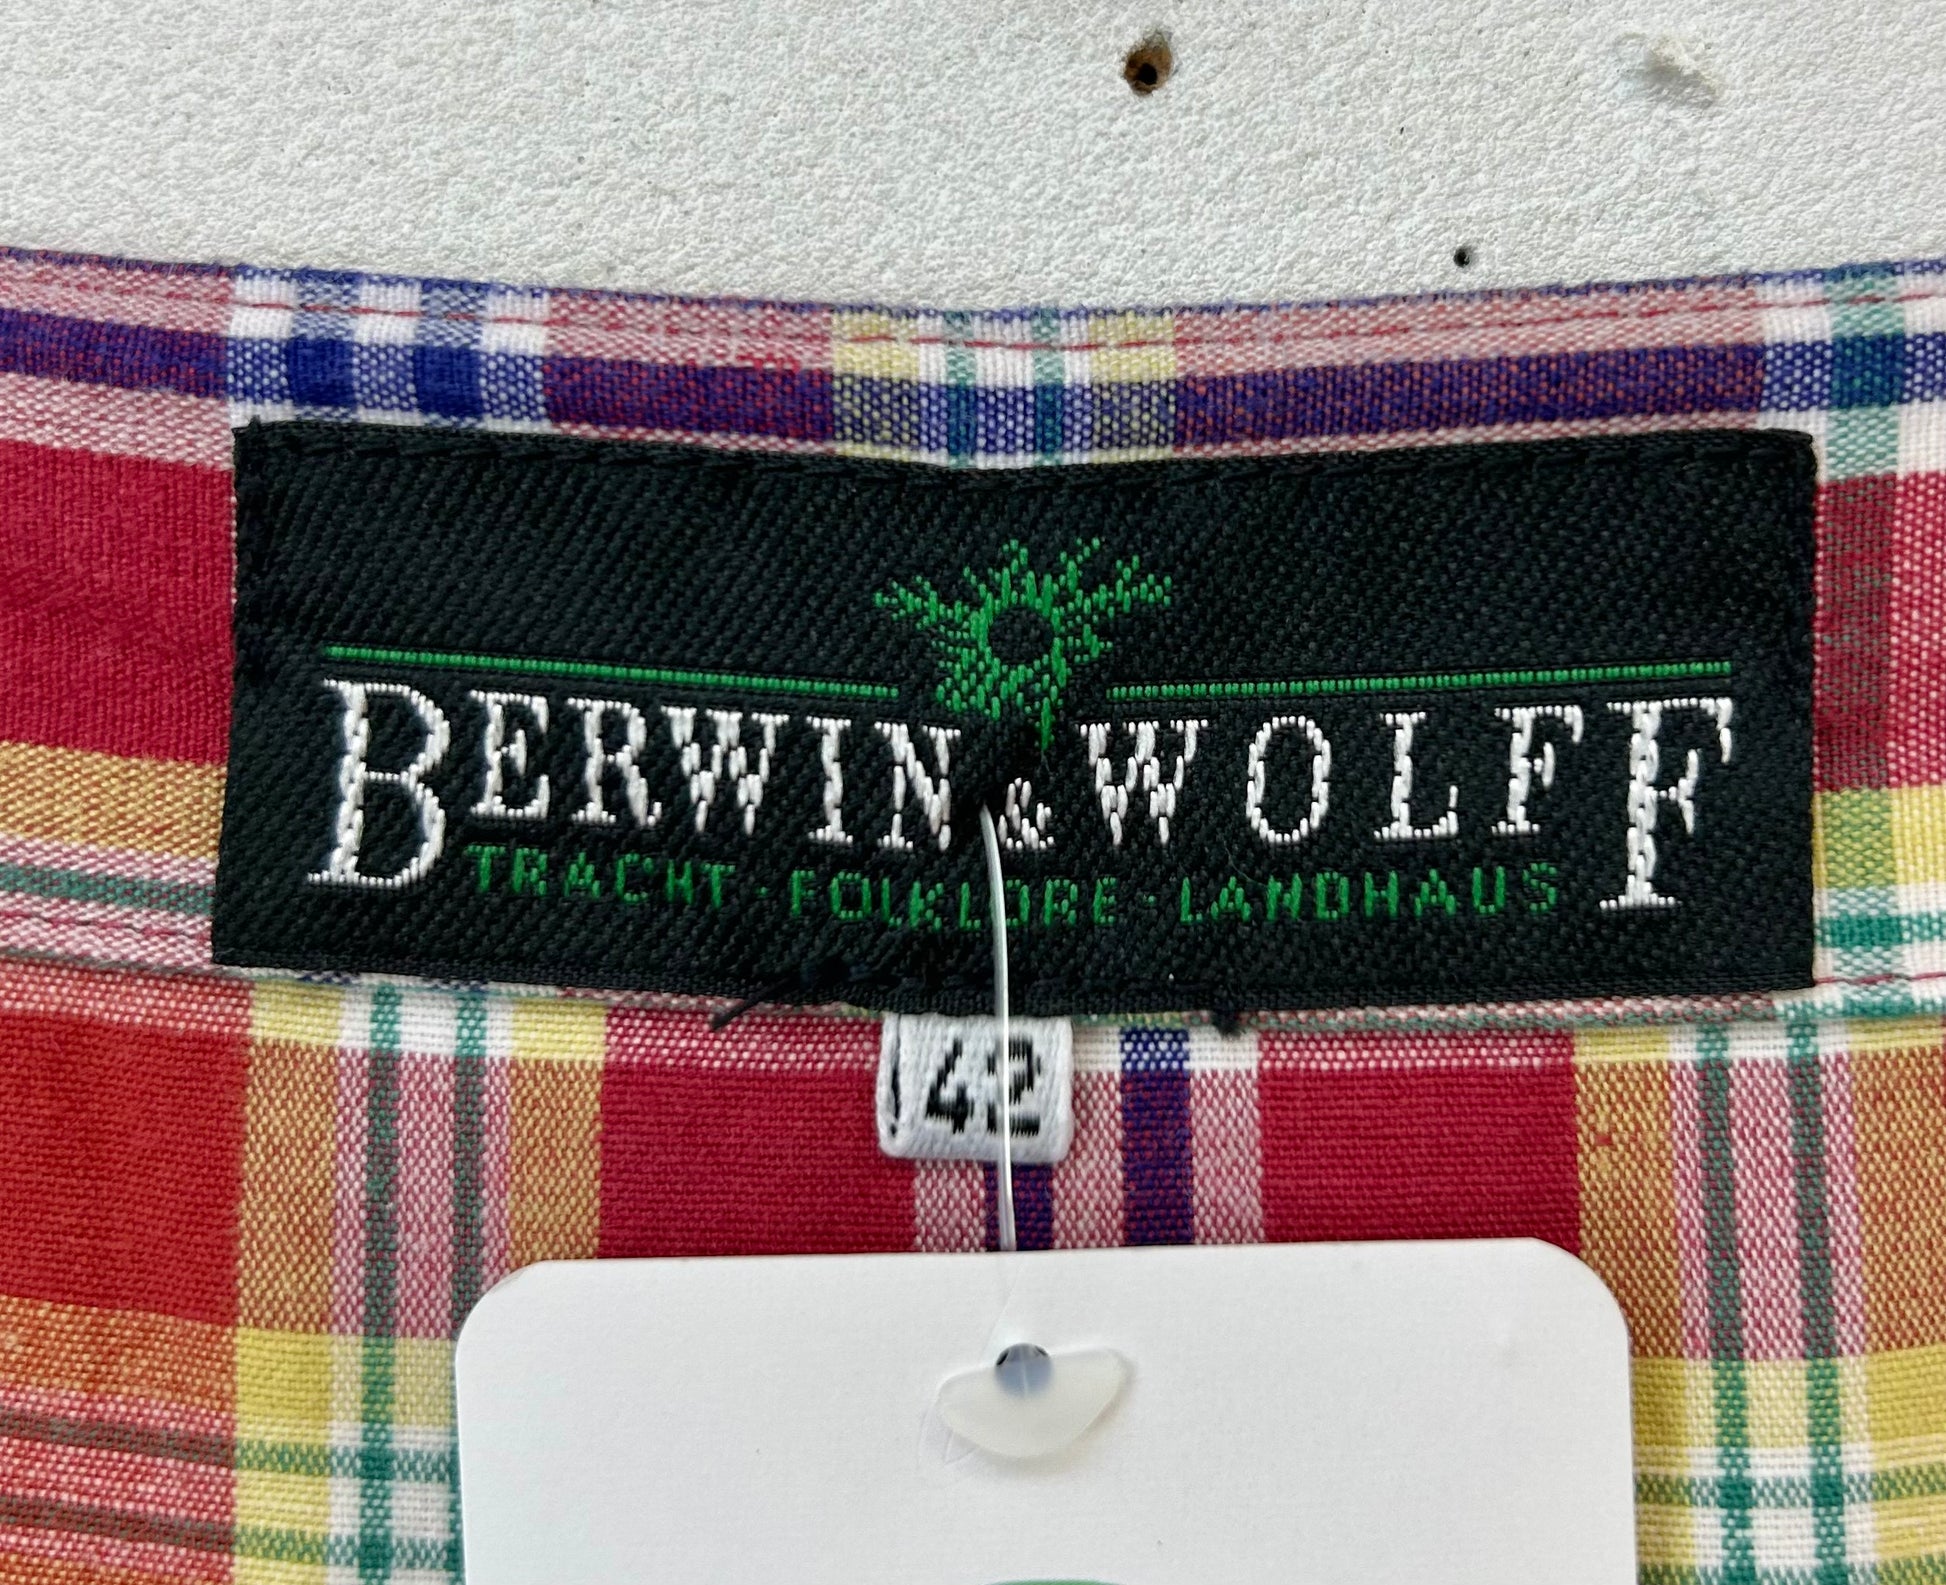 BERWIN & WOLFF
TRACHT - FOLKLORE - LANDHAUS
42